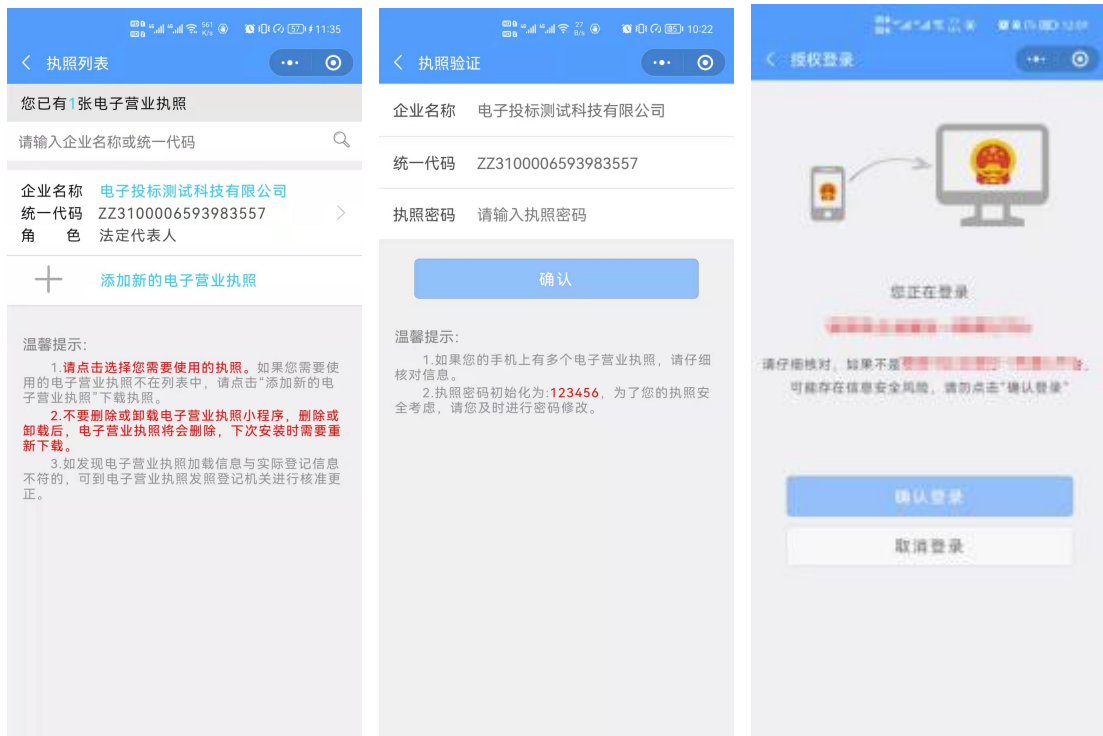 561
K/s
57
11:35
执照列表
您已有1张电子营业执照
请输入企业名称或统一代码
企业名称 电子投标测试科技有限公司
统一代码 ZZ3100006593983557
角 色 法定代表人
添加新的电子营业执照
温馨提示:
1.请点击选择您需要使用的执照。如果您需要使
用的电子营业执照不在列表中，请点击“添加新的电
子营业执照”下载执照。
2.不要删除或卸载电子营业执照小程序，删除或
卸载后，电子营业执照将会删除，下次安装时需要重
新下载。
3.如发现电子营业执照加载信息与实际登记信息
不符的，可到电子营业执照发照登记机关进行核准更
正。
27
B/s
85
10:22
执照验证
企业名称 电子投标测试科技有限公司
统一代码 ZZ3100006593983557
执照密码 请输入执照密码
确认
温馨提示:
1.如果您的手机上有多个电子营业执照，请仔细
核对信息。
2.执照密码初始化为:123456，为了您的执照安
全考虑，请您及时进行密码修改。
授权登录
您正在登录
请仔细核对，如果不是
可能存在信息安全风险，请勿点击“确认登录”
确认登录
取消登录